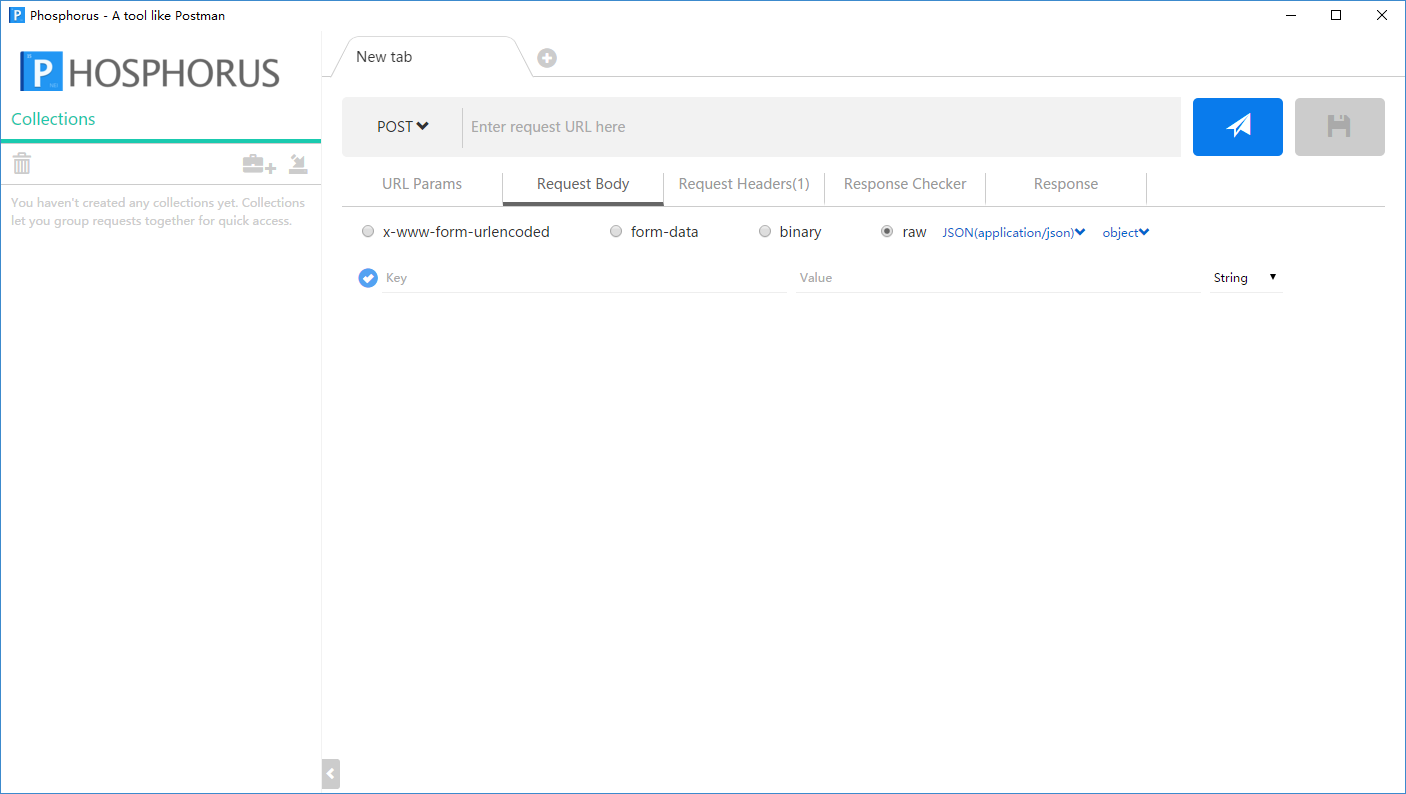 Phosphorus - A tool like Postman
PHOSPHORUS
New tab
Collections
POST
Enter request URL here
You haven't created any collections yet. Collections
let you group requests together for quick access.
URL Params
Request Body
Request Headers(1)
Response Checker
Response
x-www-form-urlencoded
form-data
binary
raw
JSON(application/json)
object
Key
Value
String